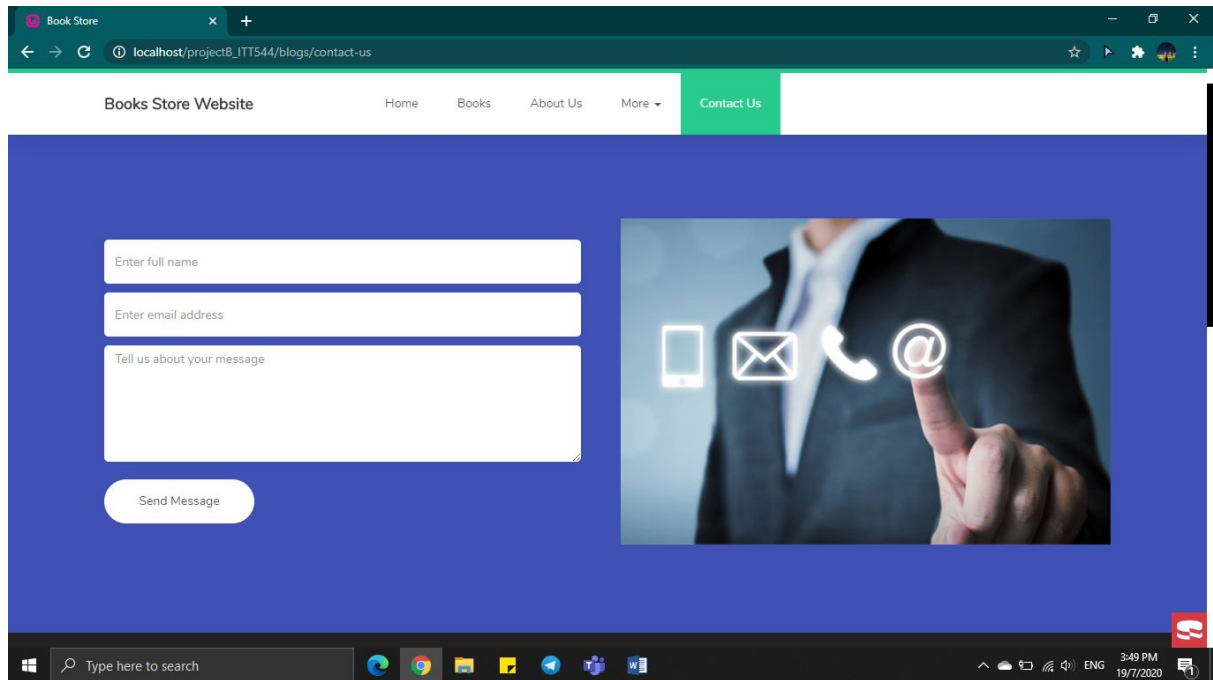 Book Store
localhost/projectB_ITT544/blogs/contact-us
Books Store Website
Home
Books
About Us
More
Contact Us
Enter full name
Enter email address
Tell us about your message
@
Send Message
Type here to search
ENG
3:49 PM
19/7/2020